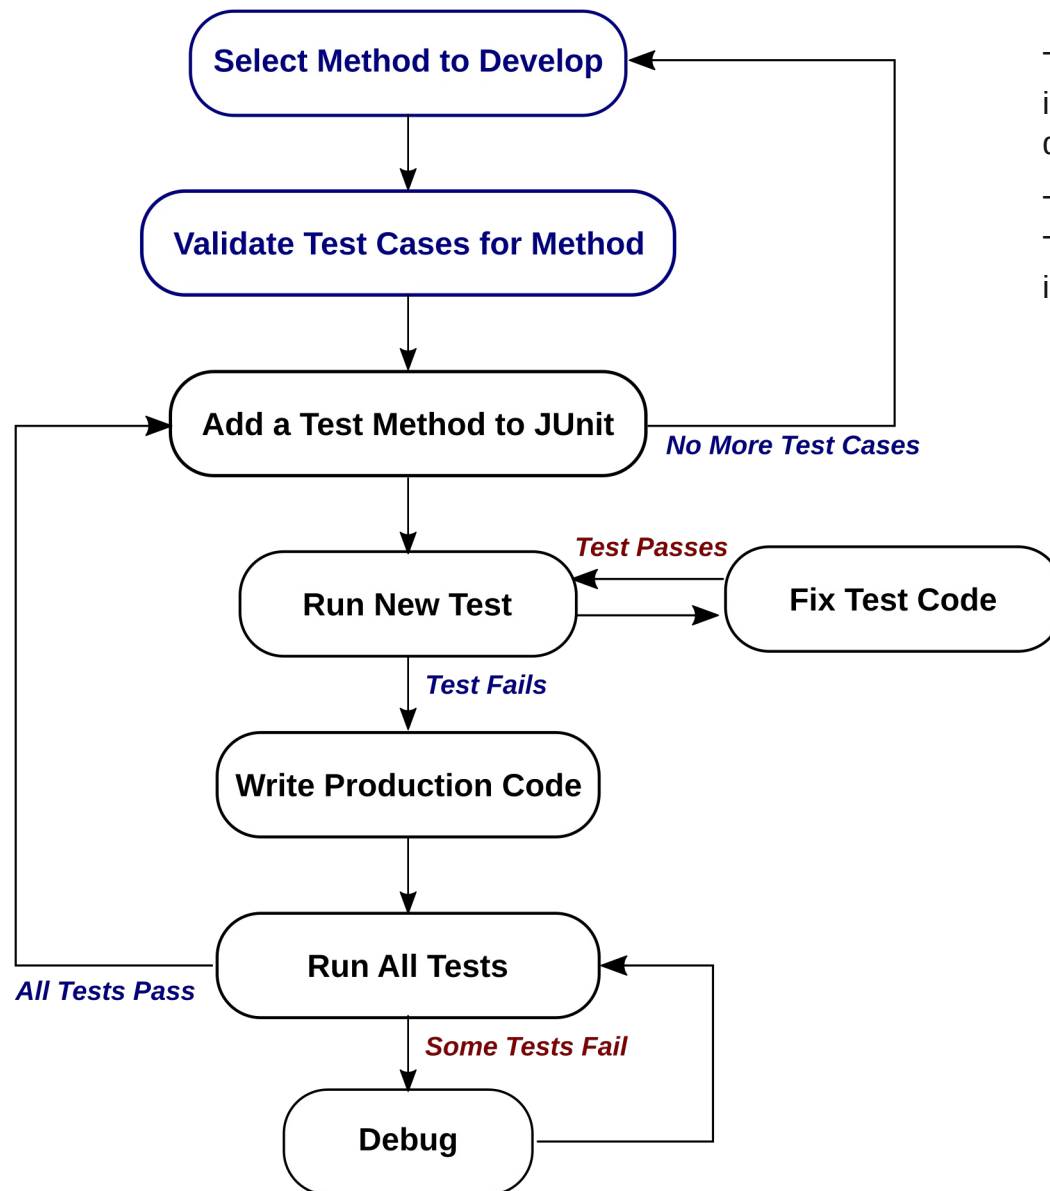 Select Method to Develop
Validate Test Cases for Method
Add a Test Method to JUnit
No More Test Cases
Test Passes
Run New Test
Fix Test Code
Test Fails
Write Production Code
Run All Tests
All Tests Pass
Some Tests Fail
Debug